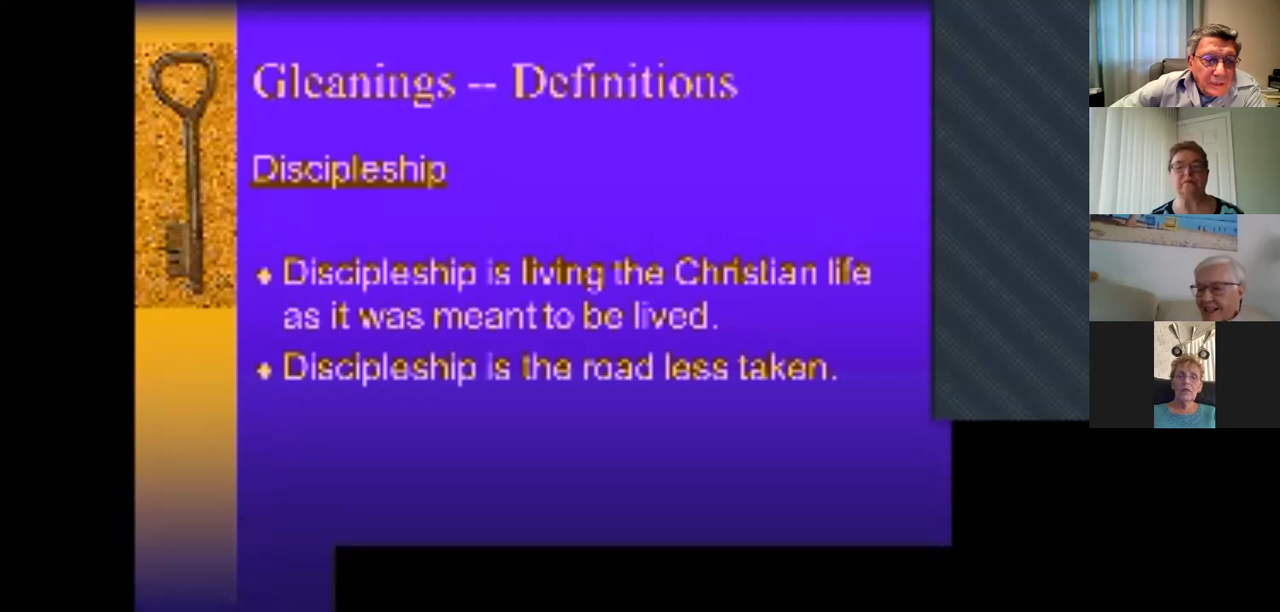 Gleanings -- Definitions
Discipleship
Discipleship is living the Christian life
as it was meant to be lived.
Discipleship is the road less taken.